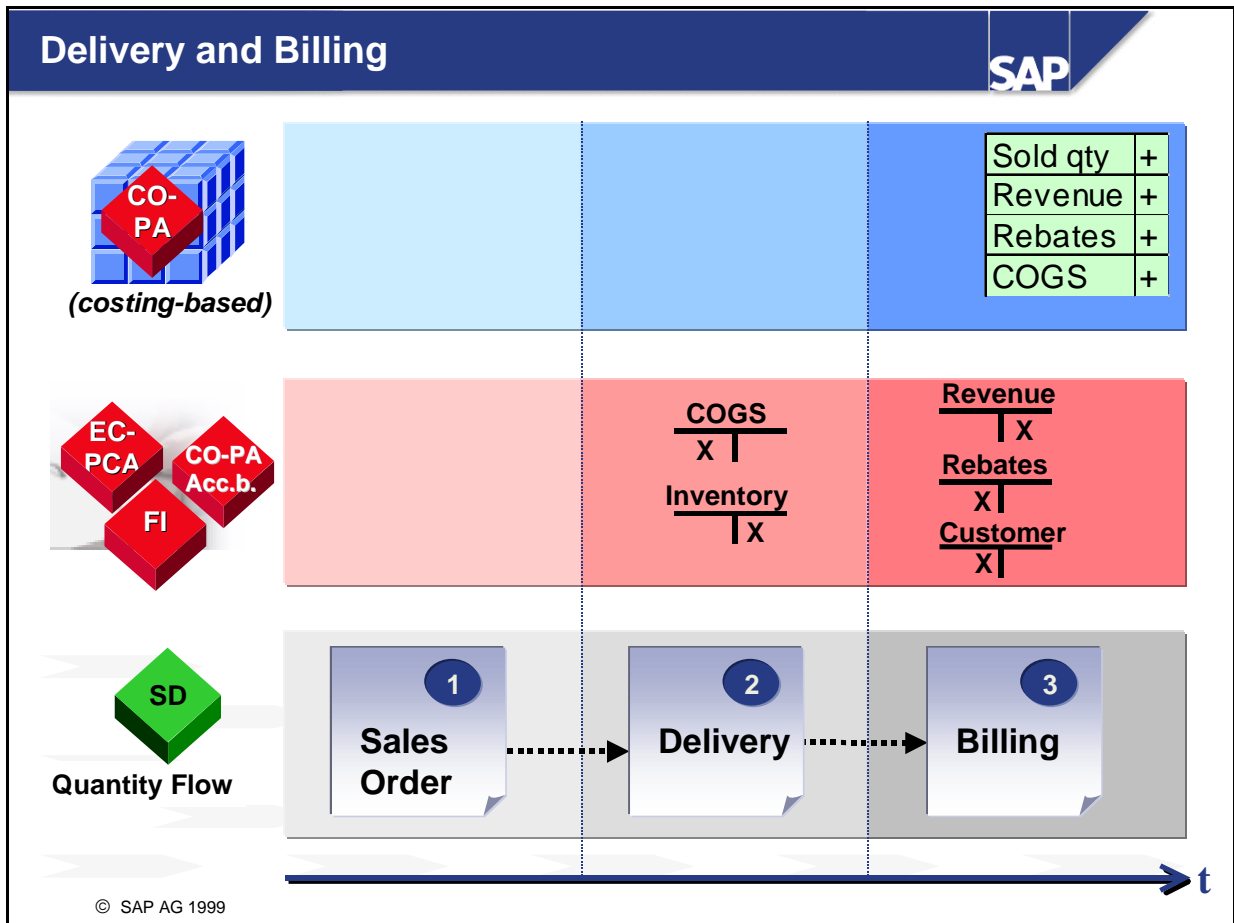 Delivery and Billing
SAP
CO-
PA
(costing-based)
Sold qty +
Revenue +
Rebates +
COGS +
EC-
PCA
CO-PA
Acc.b.
FI
COGS
X
Inventory
X
Revenue
X
Rebates
X
Customer
X
SD
Quantity Flow
1
Sales
Order
2
Delivery
3
Billing
t
© SAP AG 1999